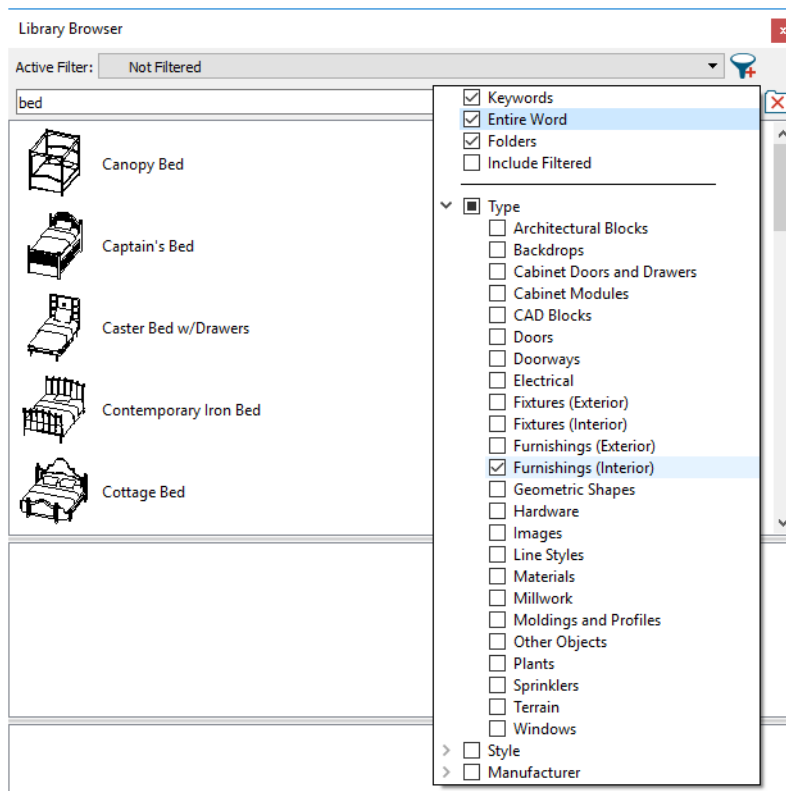 Library Browser
Active Filter: Not Filtered
bed
Canopy Bed
Captain's Bed
Caster Bed w/Drawers
Contemporary Iron Bed
Cottage Bed
Keywords
Entire Word
Folders
Include Filtered
Type
Architectural Blocks
Backdrops
Cabinet Doors and Drawers
Cabinet Modules
CAD Blocks
Doors
Doorways
Electrical
Fixtures (Exterior)
Fixtures (Interior)
Furnishings (Exterior)
Furnishings (Interior)
Geometric Shapes
Hardware
Images
Line Styles
Materials
Millwork
Moldings and Profiles
Other Objects
Plants
Sprinklers
Terrain
Windows
Style
Manufacturer